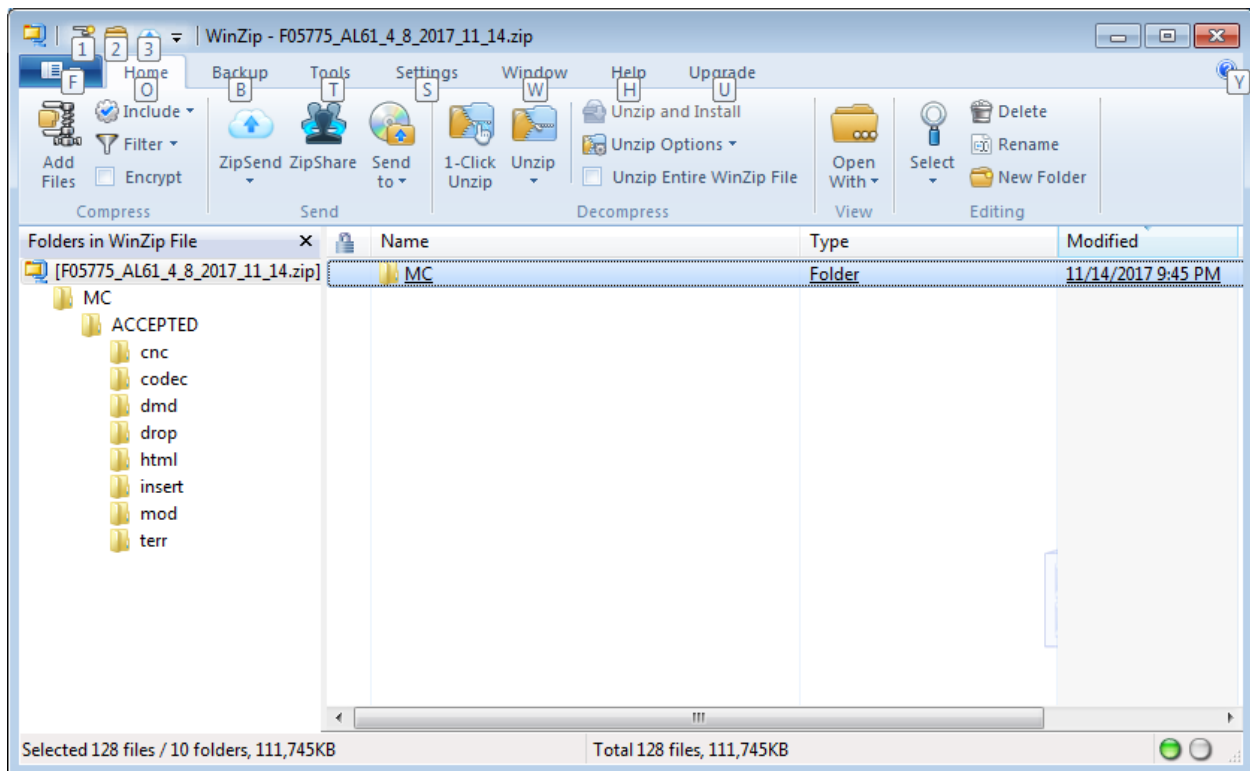 WinZip - F05775_AL61_4_8_2017_11_14.zip
1 2 3
F Home Backup Tools Settings Window Help Upgrade
O B T S W H U Y
Add Files
Include
Filter
Encrypt
Compress
ZipSend ZipShare Send to
Send
1-Click Unzip
Unzip
Unzip and Install
Unzip Options
Unzip Entire WinZip File
Decompress
Open With
View
Select
Delete
Rename
New Folder
Editing
Folders in WinZip File x
Name Type Modified
[F05775_AL61_4_8_2017_11_14.zip]
MC Folder 11/14/2017 9:45 PM
MC
ACCEPTED
cnc
codec
dmd
drop
html
insert
mod
terr
Selected 128 files / 10 folders, 111,745KB
Total 128 files, 111,745KB